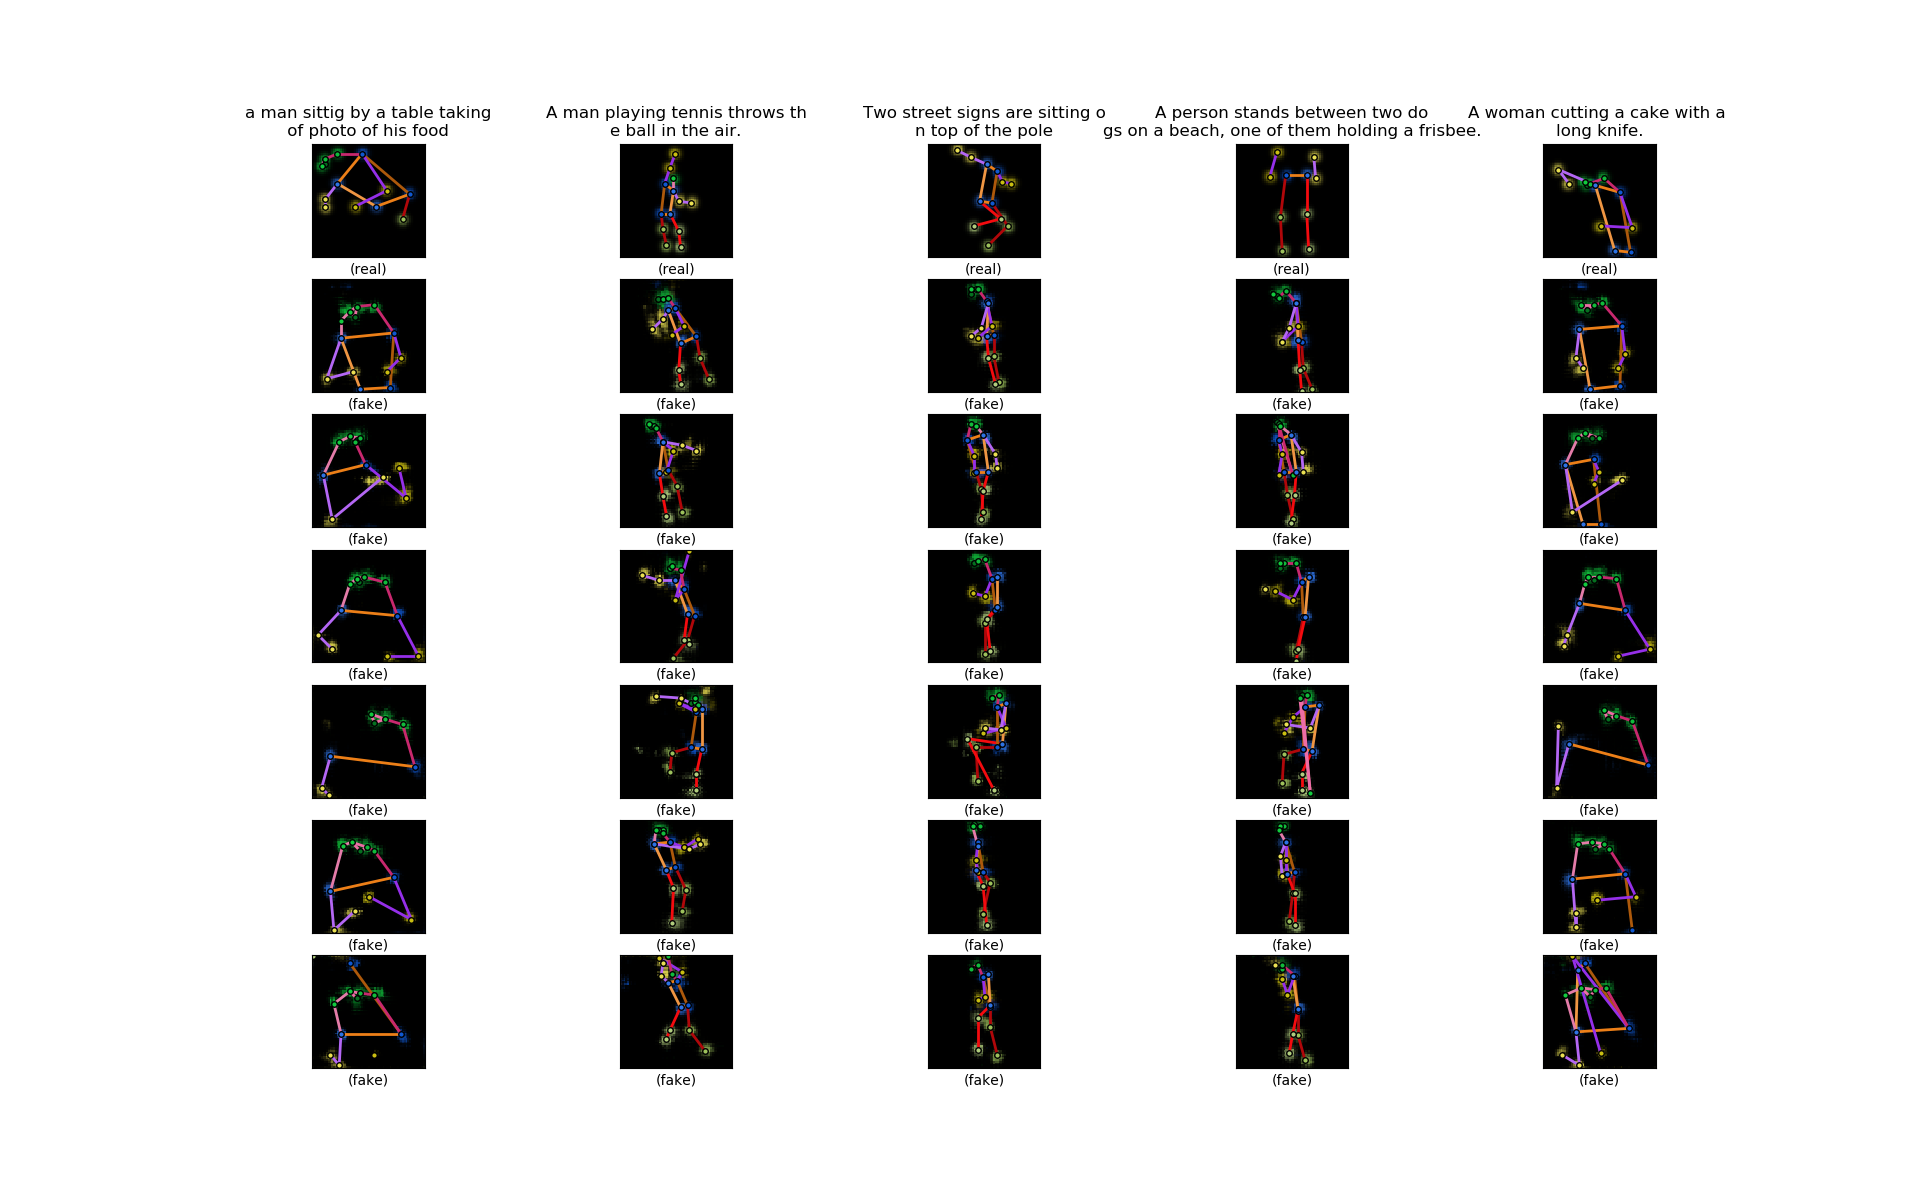 a man sittig by a table taking
of photo of his food
A man playing tennis throws th
e ball in the air.
Two street signs are sitting o
n top of the pole
A person stands between two do
gs on a beach, one of them holding a frisbee.
A woman cutting a cake with a
long knife.
(real) (real) (real) (real) (real)
(fake) (fake) (fake) (fake) (fake)
(fake) (fake) (fake) (fake) (fake)
(fake) (fake) (fake) (fake) (fake)
(fake) (fake) (fake) (fake) (fake)
(fake) (fake) (fake) (fake) (fake)
(fake) (fake) (fake) (fake) (fake)